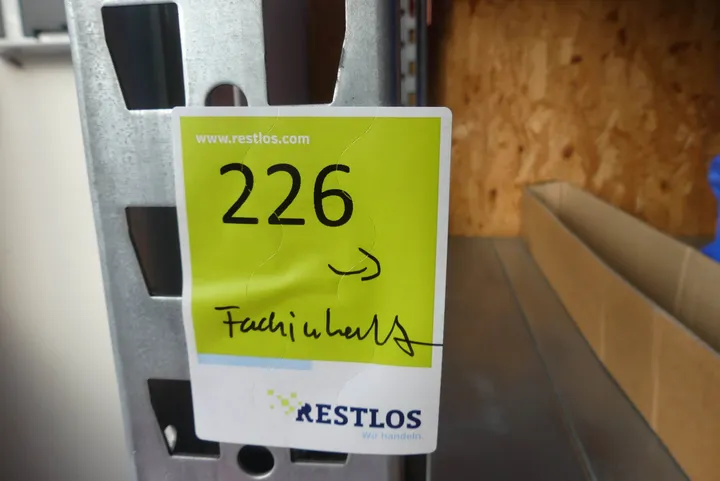 www.restlos.com
226
→
Fachinhalt
RESTLOS
Wir handeln.